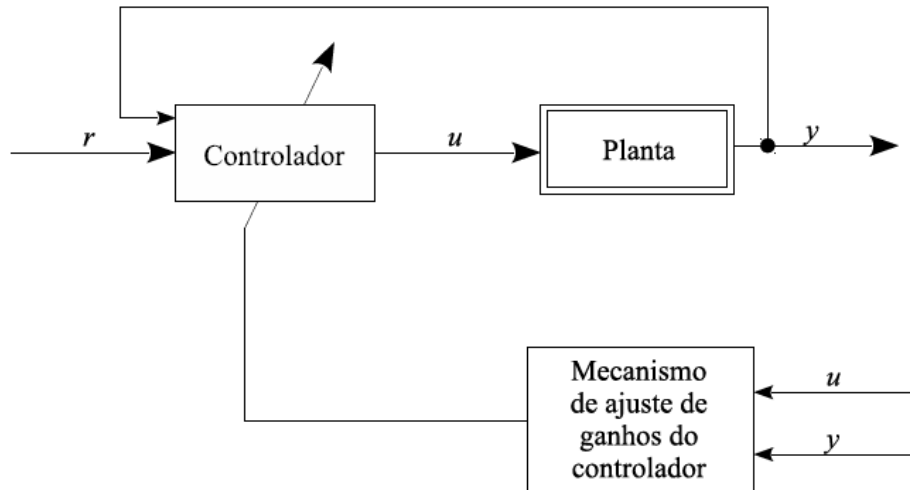 r
Controlador
u
Planta
y
Mecanismo
de ajuste de
ganhos do
controlador
u
y